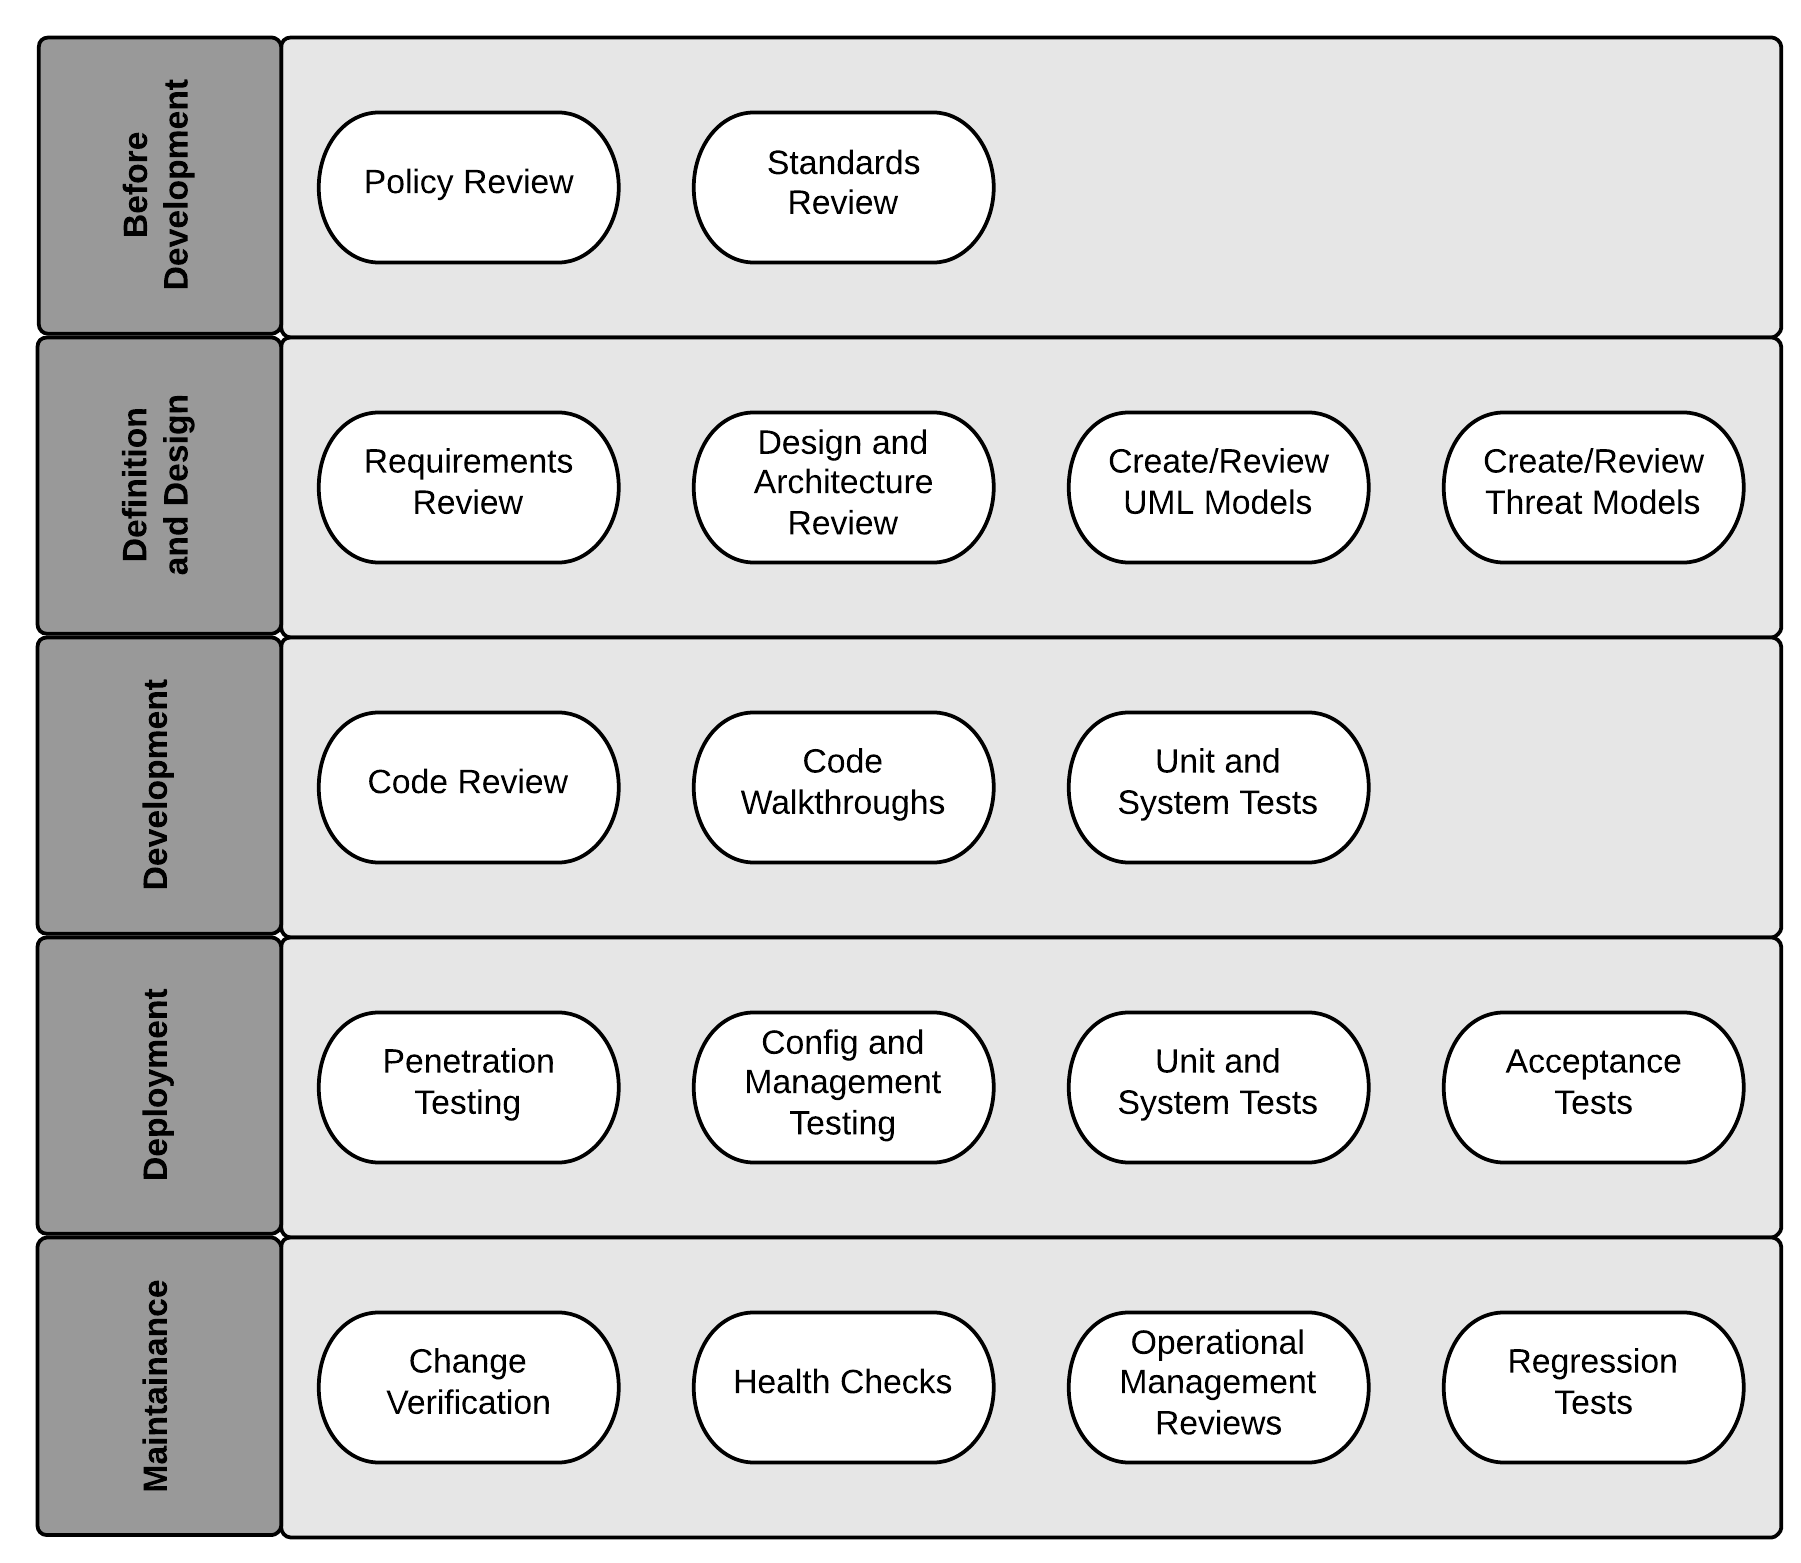 Before
Development
Policy Review
Standards
Review
Definition
and Design
Requirements
Review
Design and
Architecture
Review
Create/Review
UML Models
Create/Review
Threat Models
Development
Code Review
Code
Walkthroughs
Unit and
System Tests
Deployment
Penetration
Testing
Config and
Management
Testing
Unit and
System Tests
Acceptance
Tests
Maintainance
Change
Verification
Health Checks
Operational
Management
Reviews
Regression
Tests